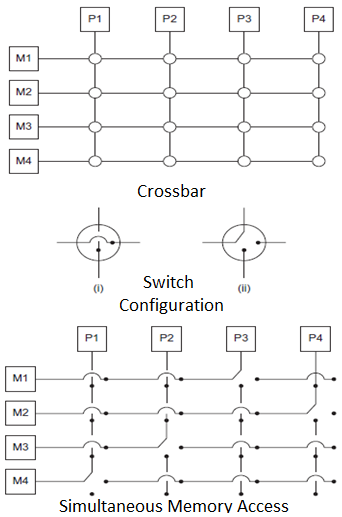 P1 P2 P3 P4
M1
M2
M3
M4
Crossbar
(i) (ii)
Switch
Configuration
P1 P2 P3 P4
M1
M2
M3
M4
Simultaneous Memory Access